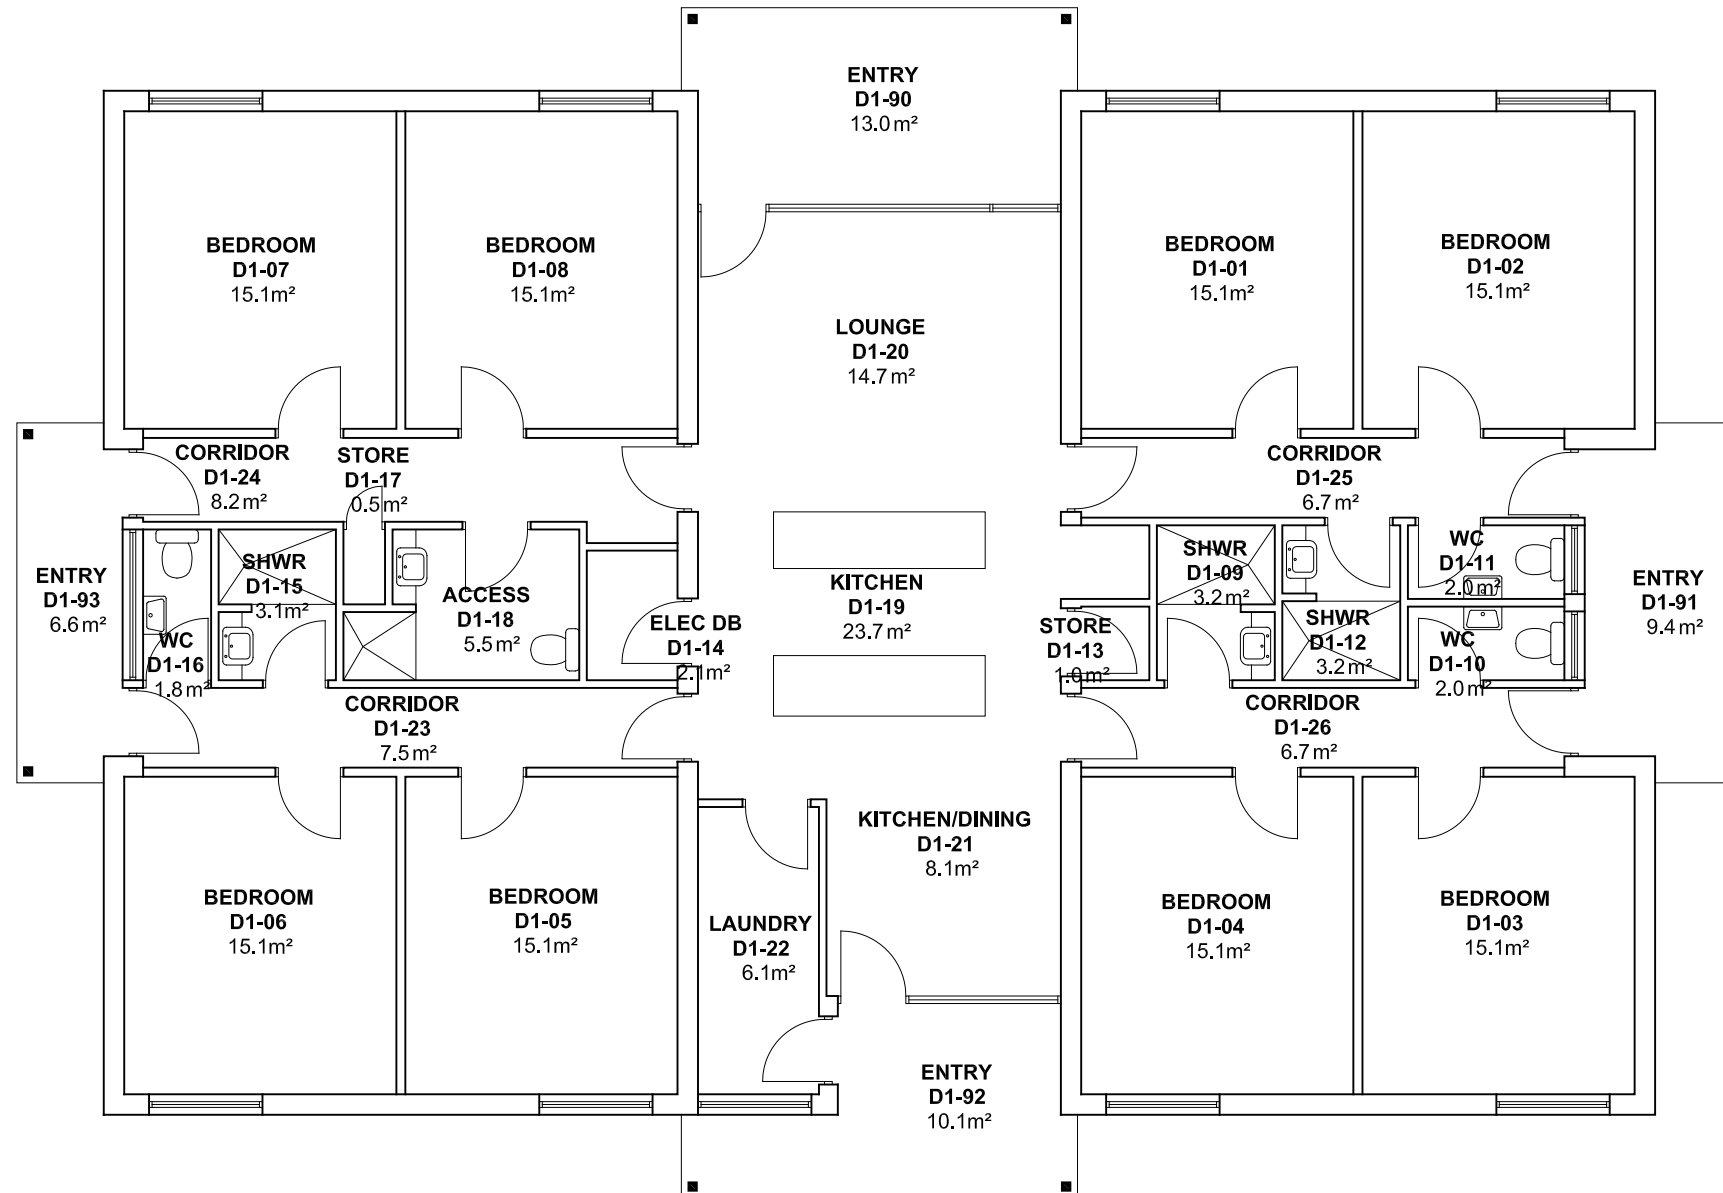 ENTRY
D1-90
13.0 m²
BEDROOM
D1-07
15.1m²
BEDROOM
D1-08
15.1m²
BEDROOM
D1-01
15.1m²
BEDROOM
D1-02
15.1m²
LOUNGE
D1-20
14.7 m²
CORRIDOR
D1-24
8.2 m²
STORE
D1-17
0.5 m²
CORRIDOR
D1-25
6.7 m²
ENTRY
D1-93
6.6 m²
SHWR
D1-15
3.1m²
WC
D1-16
1.8 m²
ACCESS
D1-18
5.5 m²
ELEC DB
D1-14
2.1m²
KITCHEN
D1-19
23.7 m²
STORE
D1-13
1.0 m²
SHWR
D1-09
3.2 m²
SHWR
D1-12
3.2 m²
WC
D1-11
2.0 m²
WC
D1-10
2.0 m²
ENTRY
D1-91
9.4 m²
CORRIDOR
D1-23
7.5 m²
CORRIDOR
D1-26
6.7 m²
KITCHEN/DINING
D1-21
8.1m²
BEDROOM
D1-06
15.1m²
BEDROOM
D1-05
15.1m²
LAUNDRY
D1-22
6.1m²
BEDROOM
D1-04
15.1m²
BEDROOM
D1-03
15.1m²
ENTRY
D1-92
10.1m²